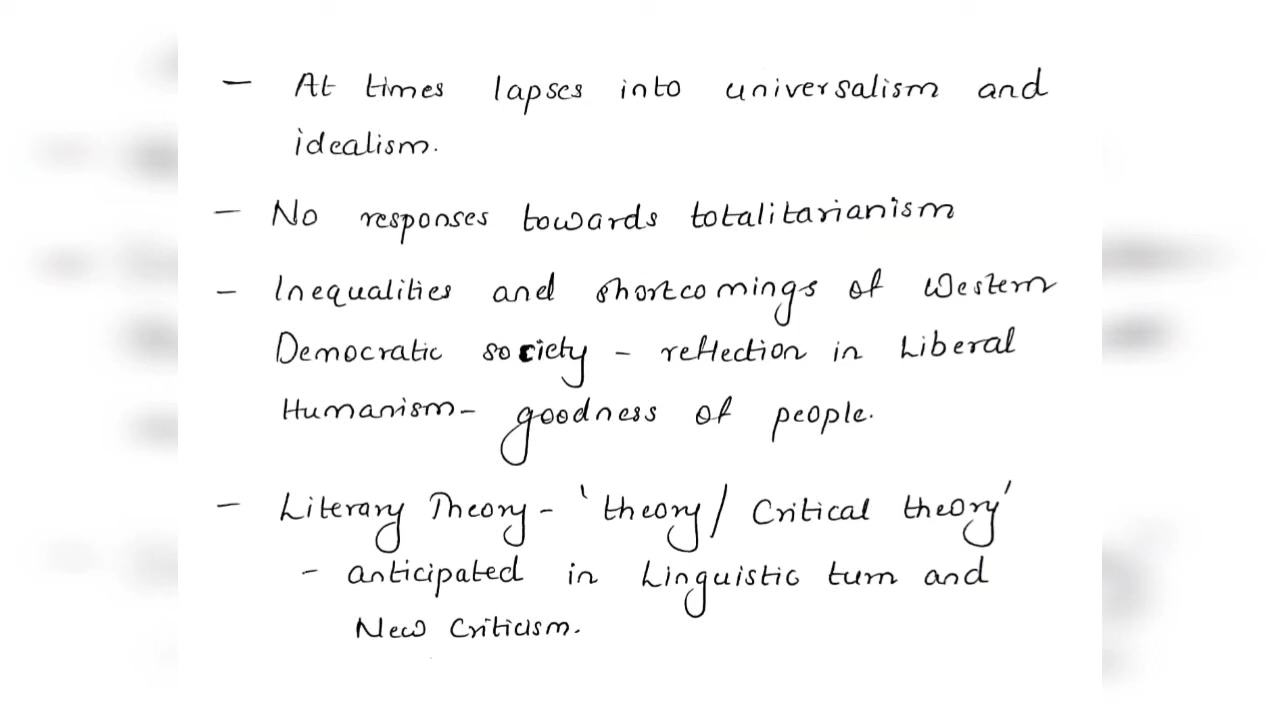 - At times lapses into universalism and
idealism.
- No responses towards totalitarianism
- Inequalities and shortcomings of Western
Democratic society - reflection in Liberal
Humanism - goodness of people.
- Literary Theory - 'theory / Critical theory'
- anticipated in Linguistic turn and
New Criticism.